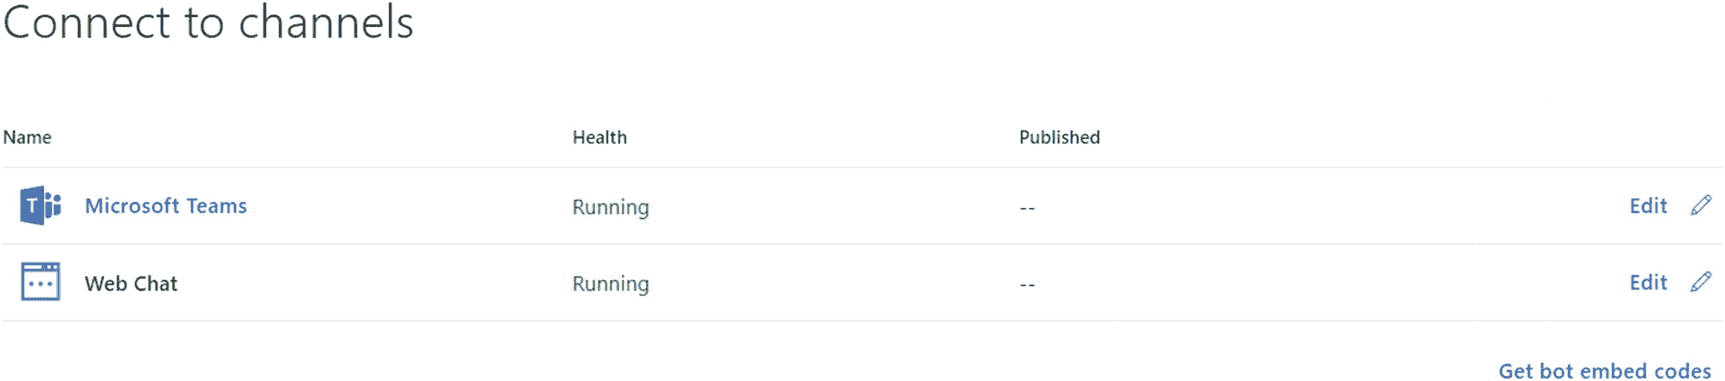 Connect to channels
Name Health Published
T Microsoft Teams Running -- Edit
Web Chat Running -- Edit
Get bot embed codes